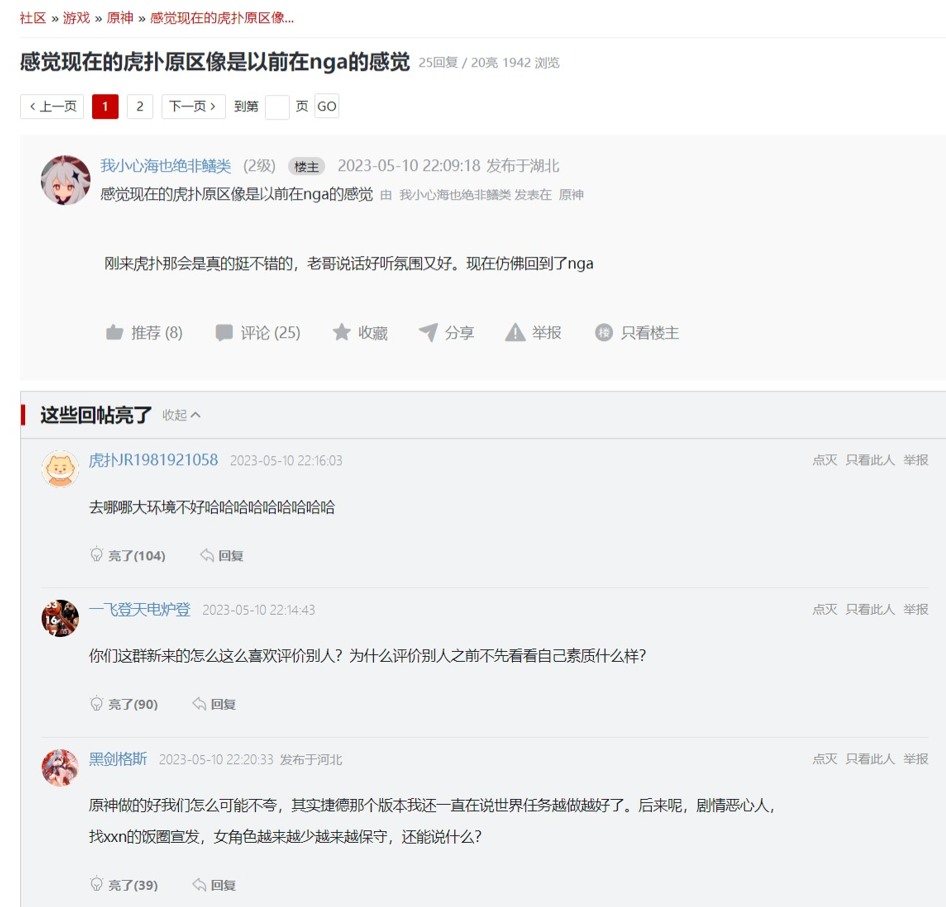 社区 » 游戏 » 原神 » 感觉现在的虎扑原区像...
感觉现在的虎扑原区像是以前在nga的感觉 25回复 / 20亮 1942 浏览
上一页 1 2 下一页 到第 页 GO
我小心海也绝非鳝类 (2级) 楼主 2023-05-10 22:09:18 发布于湖北
感觉现在的虎扑原区像是以前在nga的感觉 由 我小心海也绝非鳝类 发表在 原神
刚来虎扑那会是真的挺不错的，老哥说话好听氛围又好。现在仿佛回到了nga
推荐 (8) 评论 (25) 收藏 分享 举报 楼 只看楼主
这些回帖亮了 收起
虎扑JR1981921058 2023-05-10 22:16:03 点灭 只看此人 举报
去哪哪大环境不好哈哈哈哈哈哈哈哈哈
亮了(104) 回复
一飞登天电炉登 2023-05-10 22:14:43 点灭 只看此人 举报
你们这群新来的怎么这么喜欢评价别人？为什么评价别人之前不先看看自己素质什么样？
亮了(90) 回复
黑剑格斯 2023-05-10 22:20:33 发布于河北 点灭 只看此人 举报
原神做的好我们怎么可能不夸，其实捷德那个版本我还一直在说世界任务越做越好了。后来呢，剧情恶心人，
找xxn的饭圈宣发，女角色越来越少越来越保守，还能说什么？
亮了(39) 回复